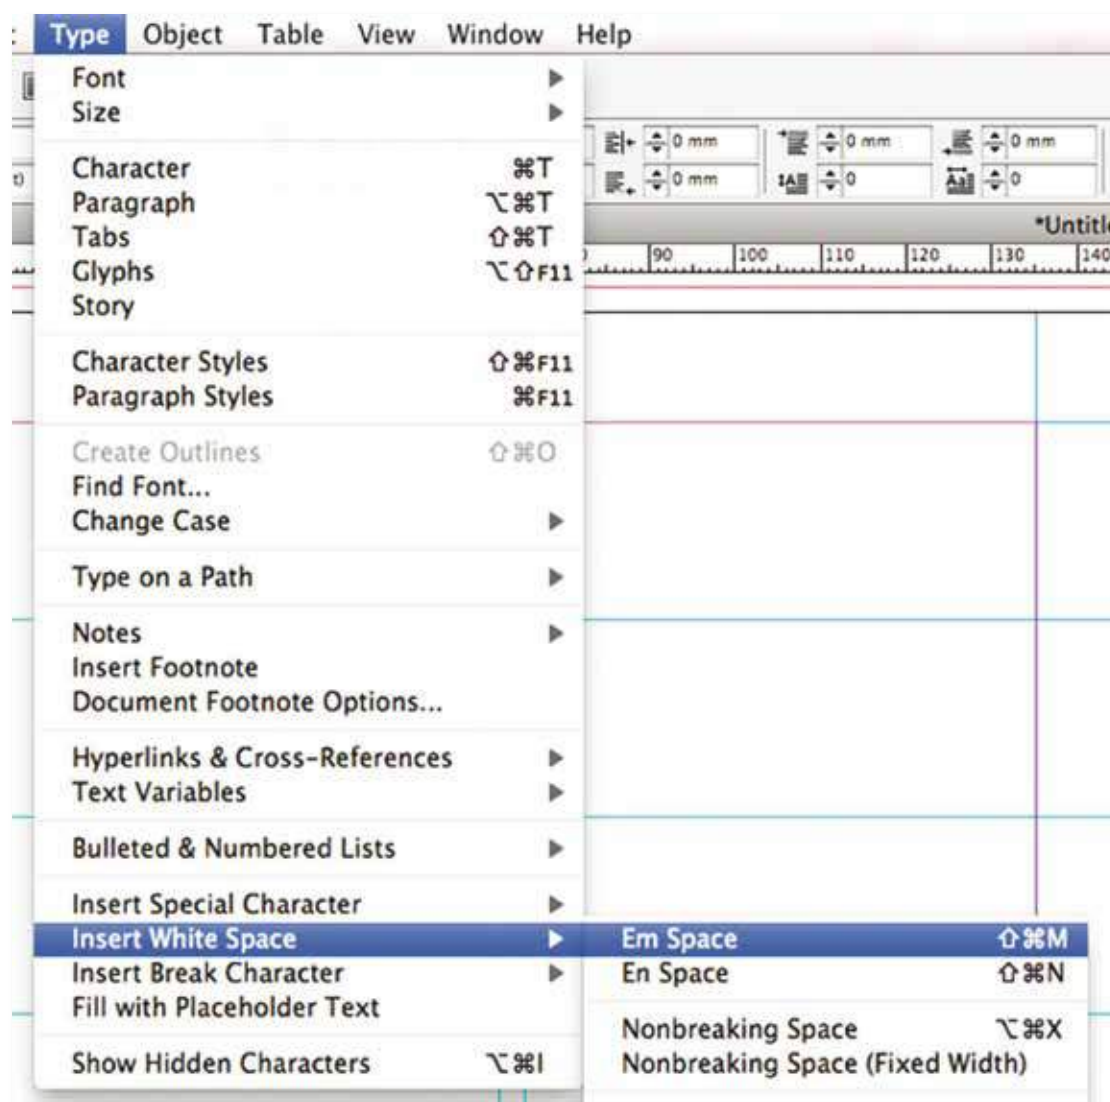 Type Object Table View Window Help
Font
Size
0 mm 0 mm 0 mm
Character ⌘T
0 mm 0 0
Paragraph ⌥⌘T
Tabs ⇧⌘T
*Untitle
90 100 110 120 130 140
Glyphs ⌥⇧F11
Story
Character Styles ⇧⌘F11
Paragraph Styles ⌘F11
Create Outlines ⇧⌘O
Find Font...
Change Case
Type on a Path
Notes
Insert Footnote
Document Footnote Options...
Hyperlinks & Cross-References
Text Variables
Bulleted & Numbered Lists
Insert Special Character
Insert White Space
Em Space ⇧⌘M
Insert Break Character
En Space ⇧⌘N
Fill with Placeholder Text
Nonbreaking Space ⌥⌘X
Show Hidden Characters ⌥⌘I
Nonbreaking Space (Fixed Width)